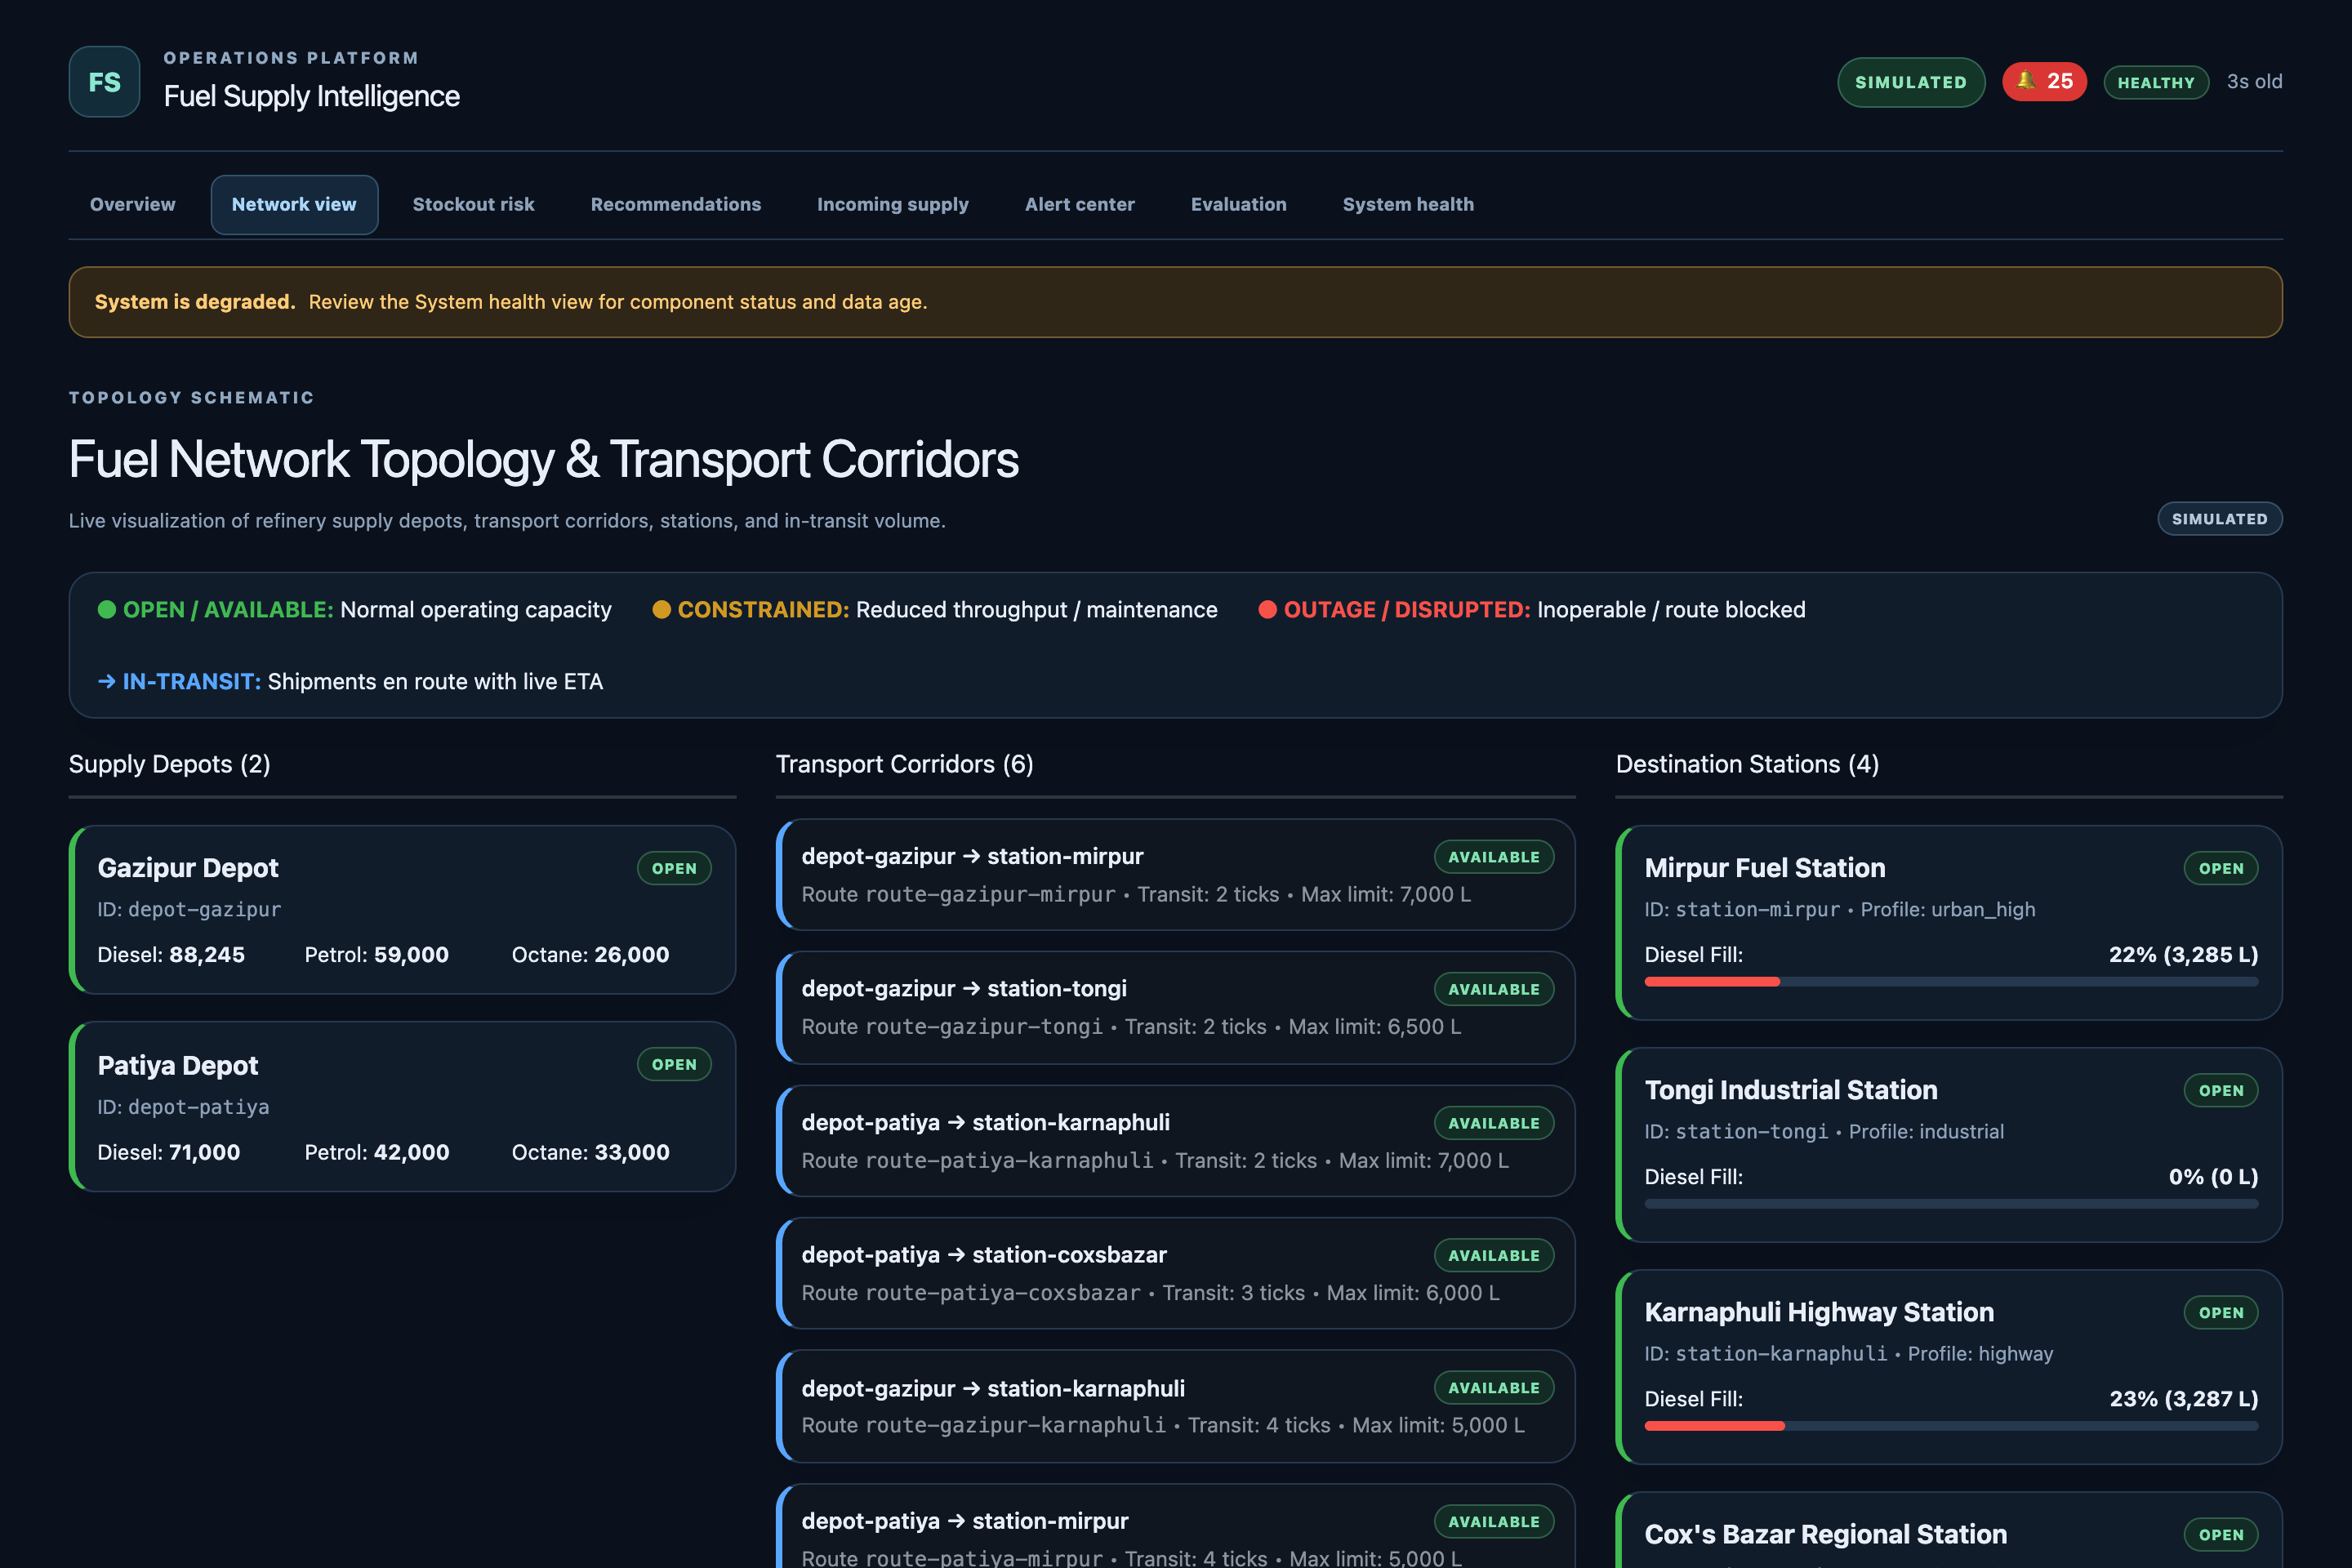 FS
OPERATIONS PLATFORM
Fuel Supply Intelligence
SIMULATED
🔔 25
HEALTHY
3s old
Overview
Network view
Stockout risk
Recommendations
Incoming supply
Alert center
Evaluation
System health
System is degraded. Review the System health view for component status and data age.
TOPOLOGY SCHEMATIC
Fuel Network Topology & Transport Corridors
Live visualization of refinery supply depots, transport corridors, stations, and in-transit volume.
SIMULATED
OPEN / AVAILABLE: Normal operating capacity
CONSTRAINED: Reduced throughput / maintenance
OUTAGE / DISRUPTED: Inoperable / route blocked
→ IN-TRANSIT: Shipments en route with live ETA
Supply Depots (2)
Gazipur Depot
OPEN
ID: depot-gazipur
Diesel: 88,245 Petrol: 59,000 Octane: 26,000
Patiya Depot
OPEN
ID: depot-patiya
Diesel: 71,000 Petrol: 42,000 Octane: 33,000
Transport Corridors (6)
depot-gazipur → station-mirpur
AVAILABLE
Route route-gazipur-mirpur • Transit: 2 ticks • Max limit: 7,000 L
depot-gazipur → station-tongi
AVAILABLE
Route route-gazipur-tongi • Transit: 2 ticks • Max limit: 6,500 L
depot-patiya → station-karnaphuli
AVAILABLE
Route route-patiya-karnaphuli • Transit: 2 ticks • Max limit: 7,000 L
depot-patiya → station-coxsbazar
AVAILABLE
Route route-patiya-coxsbazar • Transit: 3 ticks • Max limit: 6,000 L
depot-gazipur → station-karnaphuli
AVAILABLE
Route route-gazipur-karnaphuli • Transit: 4 ticks • Max limit: 5,000 L
depot-patiya → station-mirpur
AVAILABLE
Route route-patiya-mirpur • Transit: 4 ticks • Max limit: 5,000 L
Destination Stations (4)
Mirpur Fuel Station
OPEN
ID: station-mirpur • Profile: urban_high
Diesel Fill: 22% (3,285 L)
Tongi Industrial Station
OPEN
ID: station-tongi • Profile: industrial
Diesel Fill: 0% (0 L)
Karnaphuli Highway Station
OPEN
ID: station-karnaphuli • Profile: highway
Diesel Fill: 23% (3,287 L)
Cox's Bazar Regional Station
OPEN